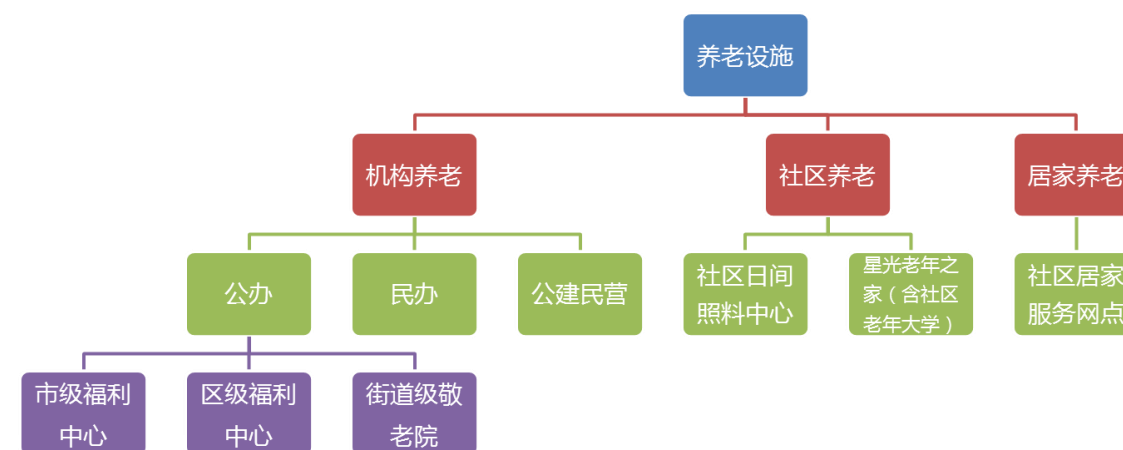 养老设施
机构养老
社区养老
居家养老
公办
民办
公建民营
社区日间
照料中心
星光老年之
家（含社区
老年大学）
社区居家
服务网点
市级福利
中心
区级福利
中心
街道级敬
老院